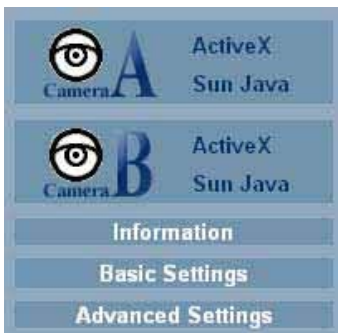 ActiveX
Camera A
Sun Java
ActiveX
Camera B
Sun Java
Information
Basic Settings
Advanced Settings